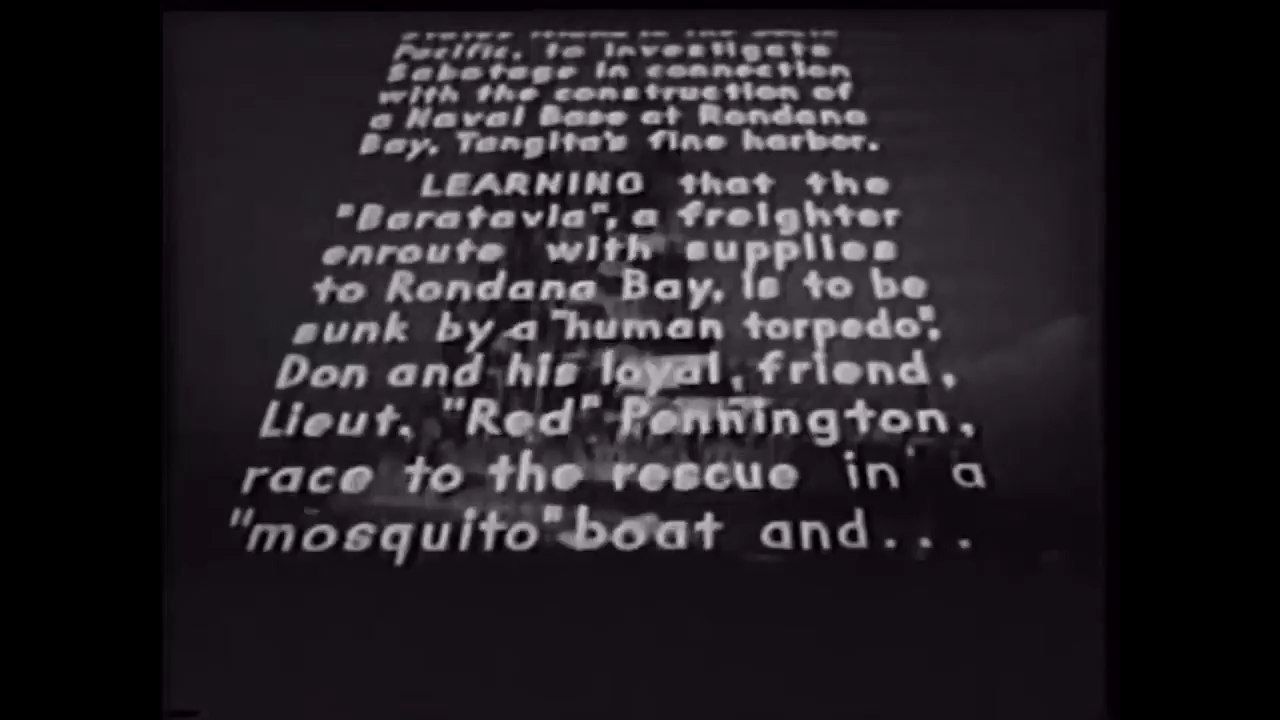 Pacific, to investigate
Sabotage in connection
with the construction of
a Naval Base at Rondana
Bay, Tangita's fine harbor.
LEARNING that the
"Baratavia", a freighter
enroute with supplies
to Rondana Bay, is to be
sunk by a "human torpedo",
Don and his loyal, friend,
Lieut. "Red" Pennington,
race to the rescue in a
"mosquito" boat and...